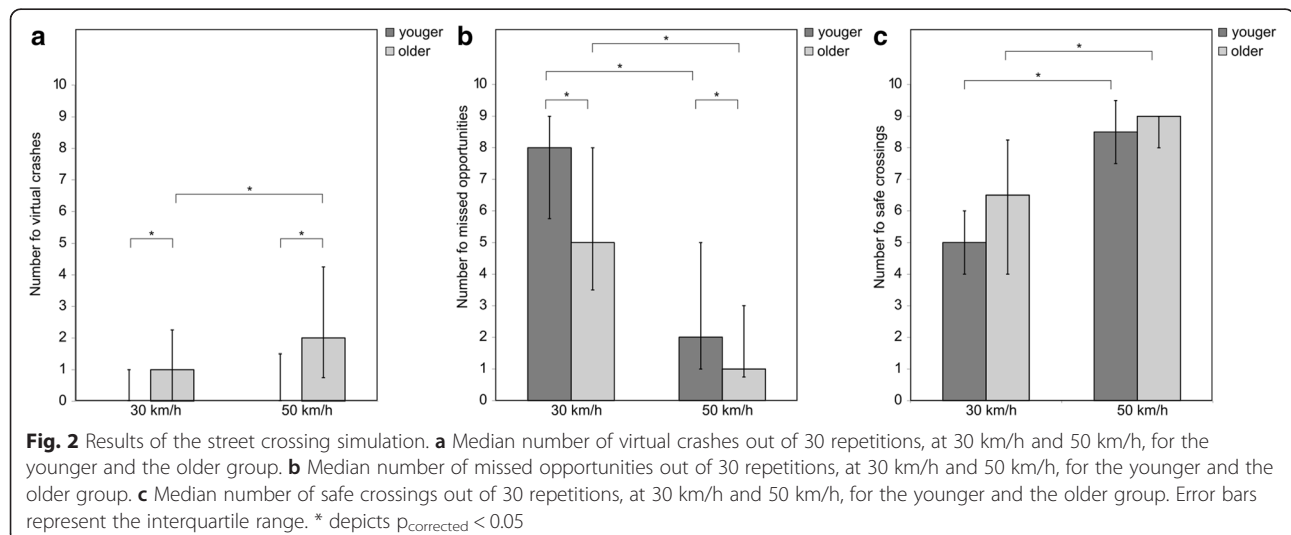 a
youger
older
Number fo virtual crashes
10
9
8
7
6
5
4
3
2
1
0
*
*
*
30 km/h 50 km/h
b
youger
older
Number fo missed opportunities
10
9
8
7
6
5
4
3
2
1
0
*
*
*
*
30 km/h 50 km/h
c
youger
older
Number fo safe crossings
10
9
8
7
6
5
4
3
2
1
0
*
*
30 km/h 50 km/h
Fig. 2 Results of the street crossing simulation. a Median number of virtual crashes out of 30 repetitions, at 30 km/h and 50 km/h, for the
younger and the older group. b Median number of missed opportunities out of 30 repetitions, at 30 km/h and 50 km/h, for the younger and the
older group. c Median number of safe crossings out of 30 repetitions, at 30 km/h and 50 km/h, for the younger and the older group. Error bars
represent the interquartile range. * depicts pcorrected < 0.05